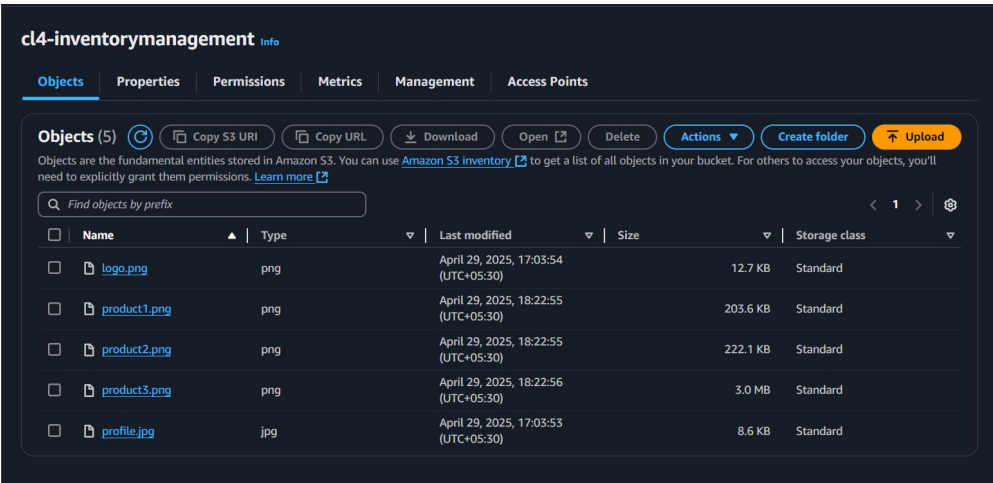 cl4-inventorymanagement Info
Objects Properties Permissions Metrics Management Access Points
Objects (5) Copy S3 URI Copy URL Download Open Delete Actions Create folder Upload
Objects are the fundamental entities stored in Amazon S3. You can use Amazon S3 inventory to get a list of all objects in your bucket. For others to access your objects, you'll
need to explicitly grant them permissions. Learn more
Find objects by prefix 1
Name Type Last modified Size Storage class
logo.png png April 29, 2025, 17:03:54 (UTC+05:30) 12.7 KB Standard
product1.png png April 29, 2025, 18:22:55 (UTC+05:30) 203.6 KB Standard
product2.png png April 29, 2025, 18:22:55 (UTC+05:30) 222.1 KB Standard
product3.png png April 29, 2025, 18:22:56 (UTC+05:30) 3.0 MB Standard
profile.jpg jpg April 29, 2025, 17:03:53 (UTC+05:30) 8.6 KB Standard